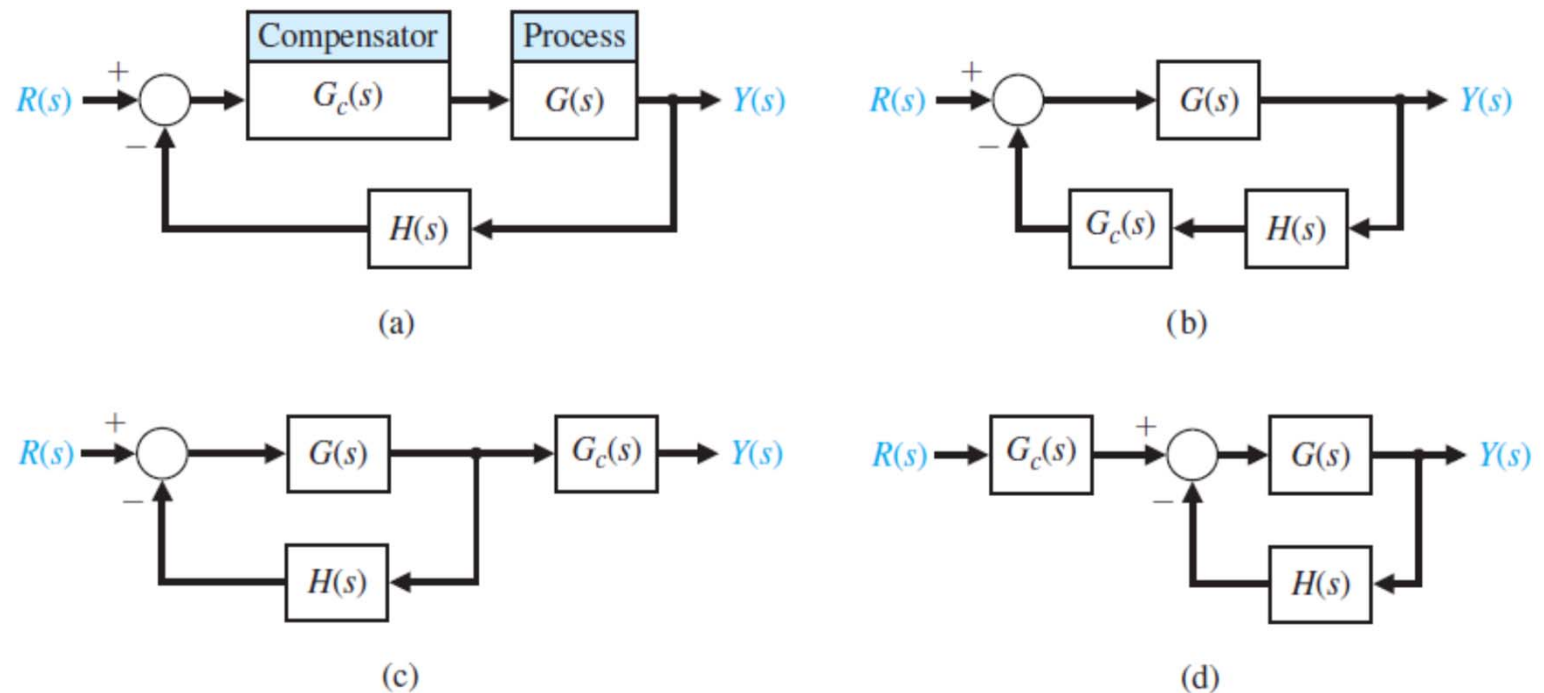 Compensator Process
+
R(s) G_c(s) G(s) Y(s)
−
H(s)
(a)
+
R(s) G(s) Y(s)
−
G_c(s) H(s)
(b)
+
R(s) G(s) G_c(s) Y(s)
−
H(s)
(c)
+
R(s) G_c(s) G(s) Y(s)
−
H(s)
(d)